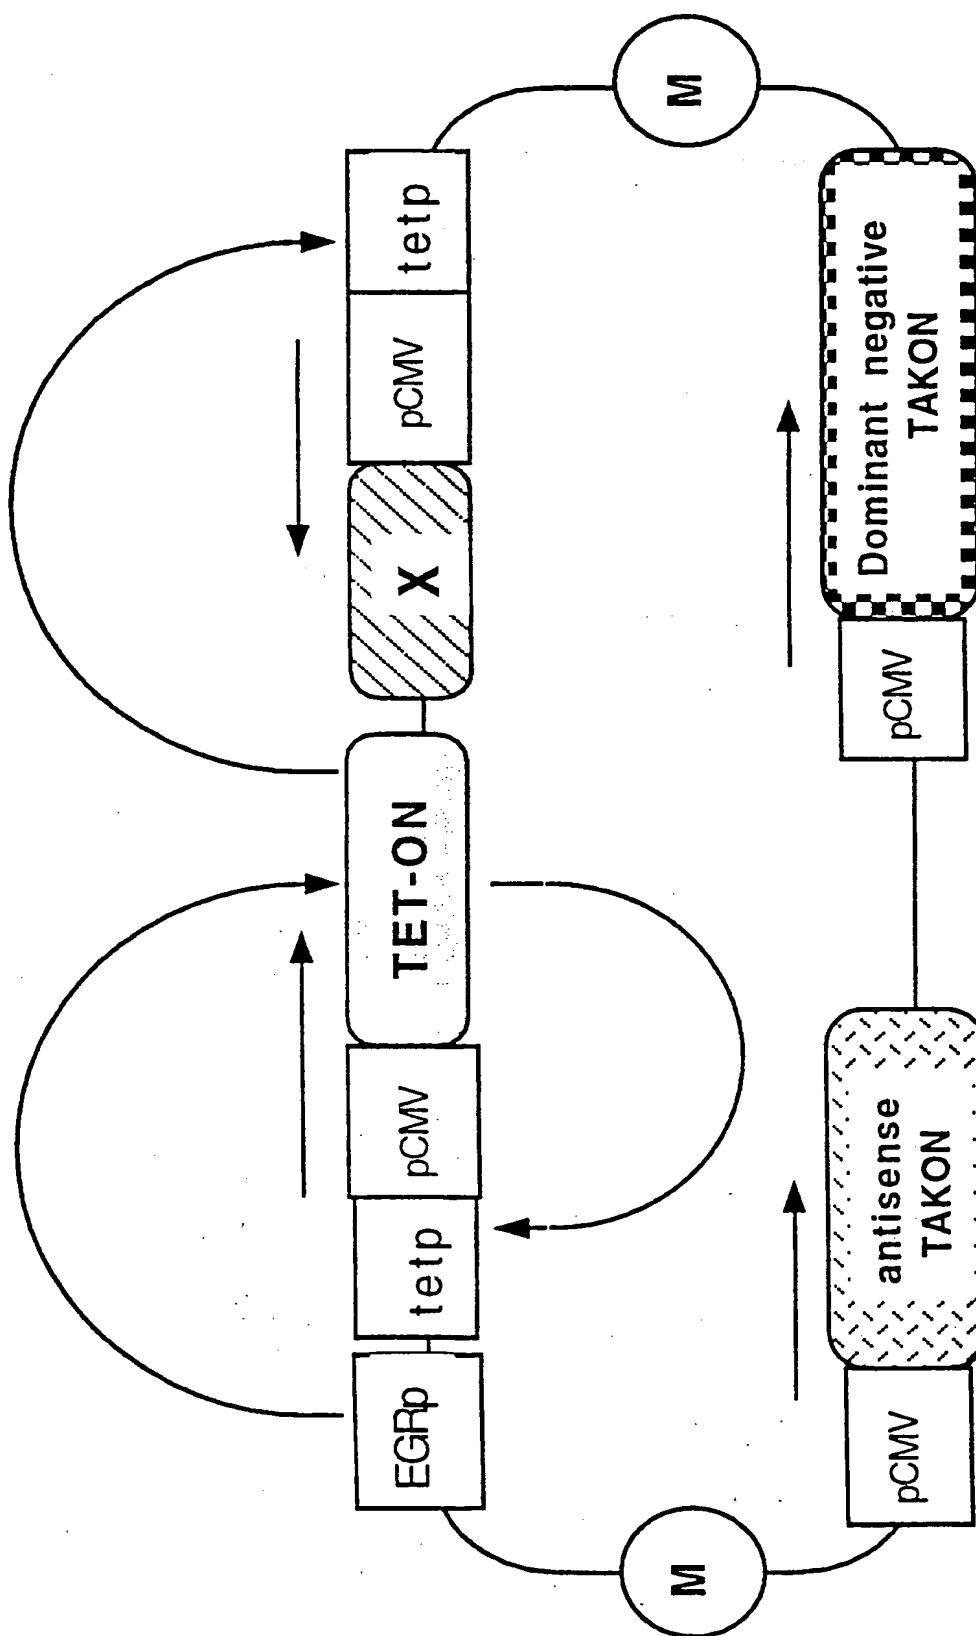 EGRp
tetp
pCMV
TET-ON
X
pCMV
tetp
M
M
pCMV
antisense
TAKON
pCMV
Dominant negative
TAKON